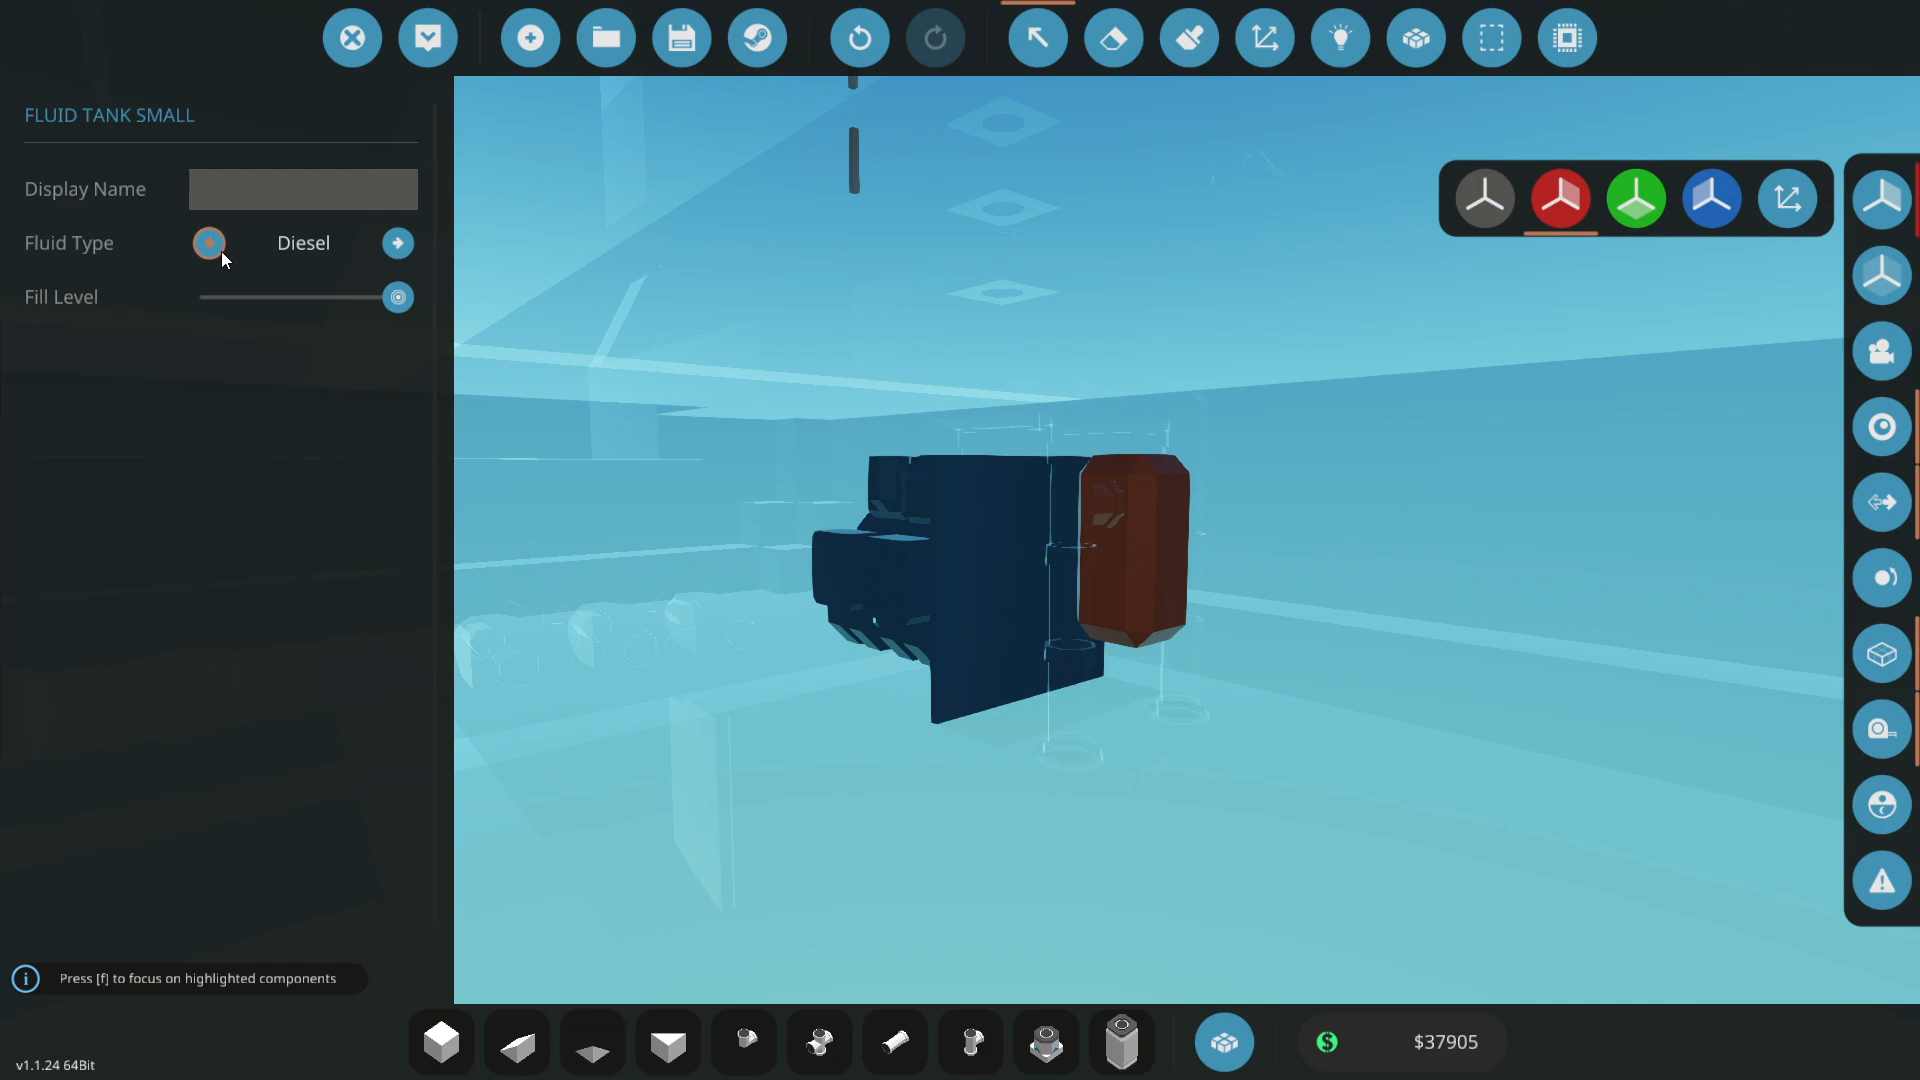 FLUID TANK SMALL
Display Name
Fluid Type Diesel
Fill Level
Press [f] to focus on highlighted components
$37905
v1.1.24 64Bit